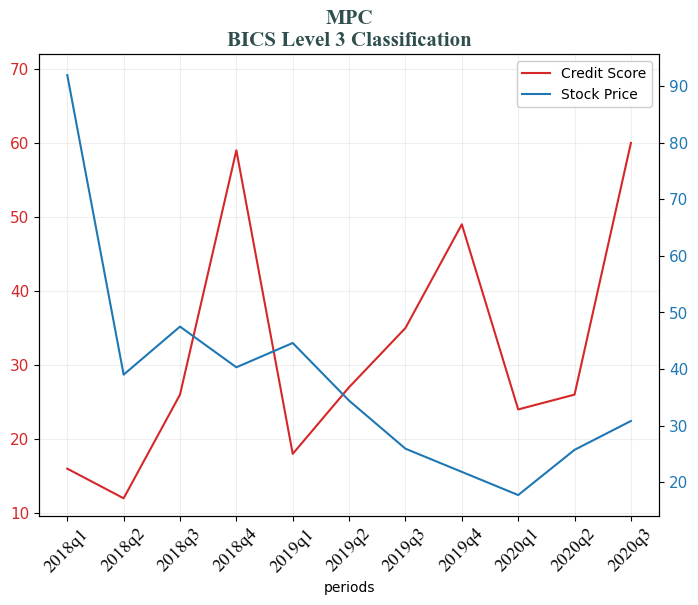 MPC
BICS Level 3 Classification
Credit Score
Stock Price
70
60
50
40
30
20
10
90
80
70
60
50
40
30
20
2018q1
2018q2
2018q3
2018q4
2019q1
2019q2
2019q3
2019q4
2020q1
2020q2
2020q3
periods